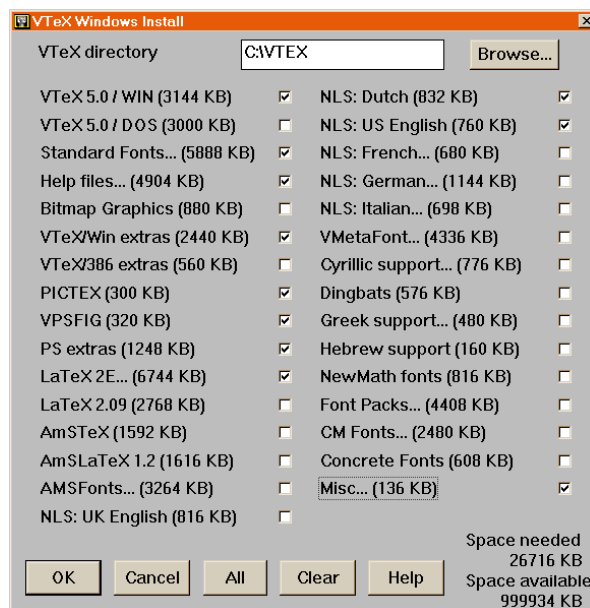 VTeX Windows Install
VTeX directory
C:\VTEX
Browse...
VTeX 5.0 / WIN (3144 KB)
VTeX 5.0 / DOS (3000 KB)
Standard Fonts... (5888 KB)
Help files... (4904 KB)
Bitmap Graphics (880 KB)
VTeX/Win extras (2440 KB)
VTeX/386 extras (560 KB)
PICTEX (300 KB)
VPSFIG (320 KB)
PS extras (1248 KB)
LaTeX 2E... (6744 KB)
LaTeX 2.09 (2768 KB)
AmSTeX (1592 KB)
AmSLaTeX 1.2 (1616 KB)
AMSFonts... (3264 KB)
NLS: UK English (816 KB)
NLS: Dutch (832 KB)
NLS: US English (760 KB)
NLS: French... (680 KB)
NLS: German... (1144 KB)
NLS: Italian... (698 KB)
VMetaFont... (4336 KB)
Cyrillic support... (776 KB)
Dingbats (576 KB)
Greek support... (480 KB)
Hebrew support (160 KB)
NewMath fonts (816 KB)
Font Packs... (4408 KB)
CM Fonts... (2480 KB)
Concrete Fonts (608 KB)
Misc... (136 KB)
Space needed
26716 KB
Space available
999934 KB
OK
Cancel
All
Clear
Help